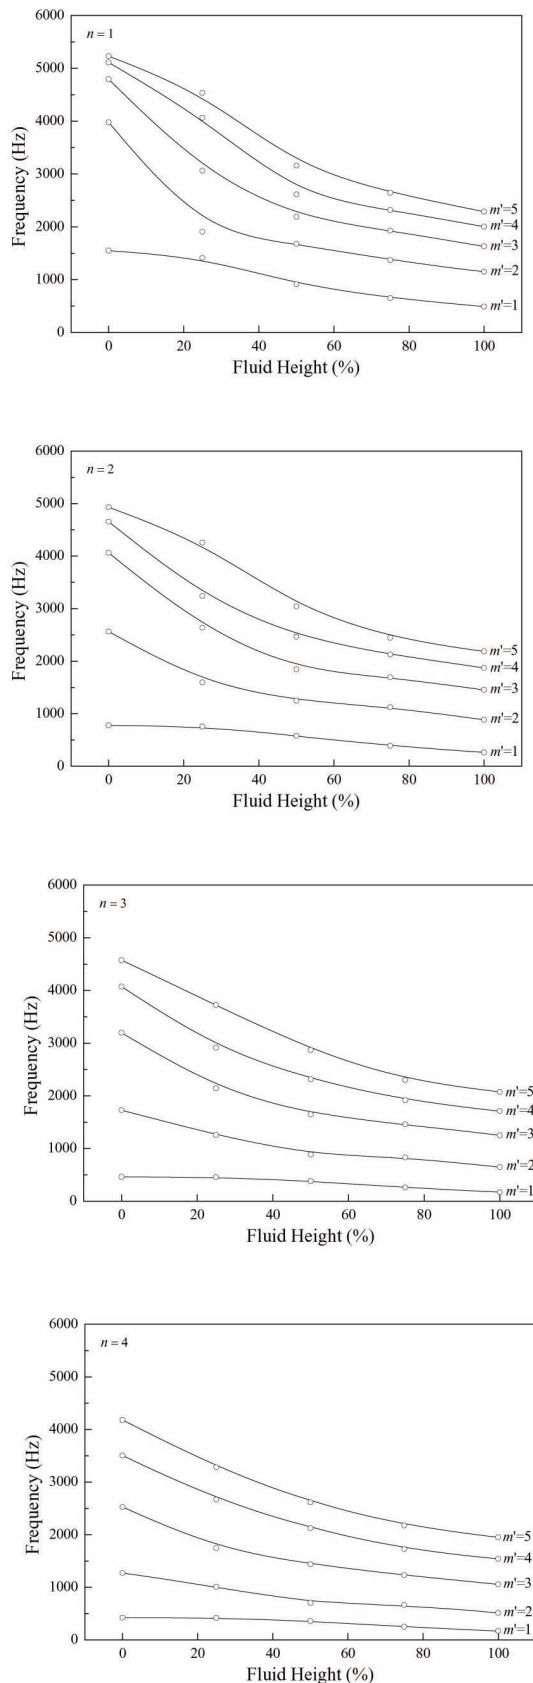 n = 1
6000
5000
4000
3000
2000
1000
0
Frequency (Hz)
m'=5
m'=4
m'=3
m'=2
m'=1
0 20 40 60 80 100
Fluid Height (%)
n = 2
6000
5000
4000
3000
2000
1000
0
Frequency (Hz)
m'=5
m'=4
m'=3
m'=2
m'=1
0 20 40 60 80 100
Fluid Height (%)
n = 3
6000
5000
4000
3000
2000
1000
0
Frequency (Hz)
m'=5
m'=4
m'=3
m'=2
m'=1
0 20 40 60 80 100
Fluid Height (%)
n = 4
6000
5000
4000
3000
2000
1000
0
Frequency (Hz)
m'=5
m'=4
m'=3
m'=2
m'=1
0 20 40 60 80 100
Fluid Height (%)